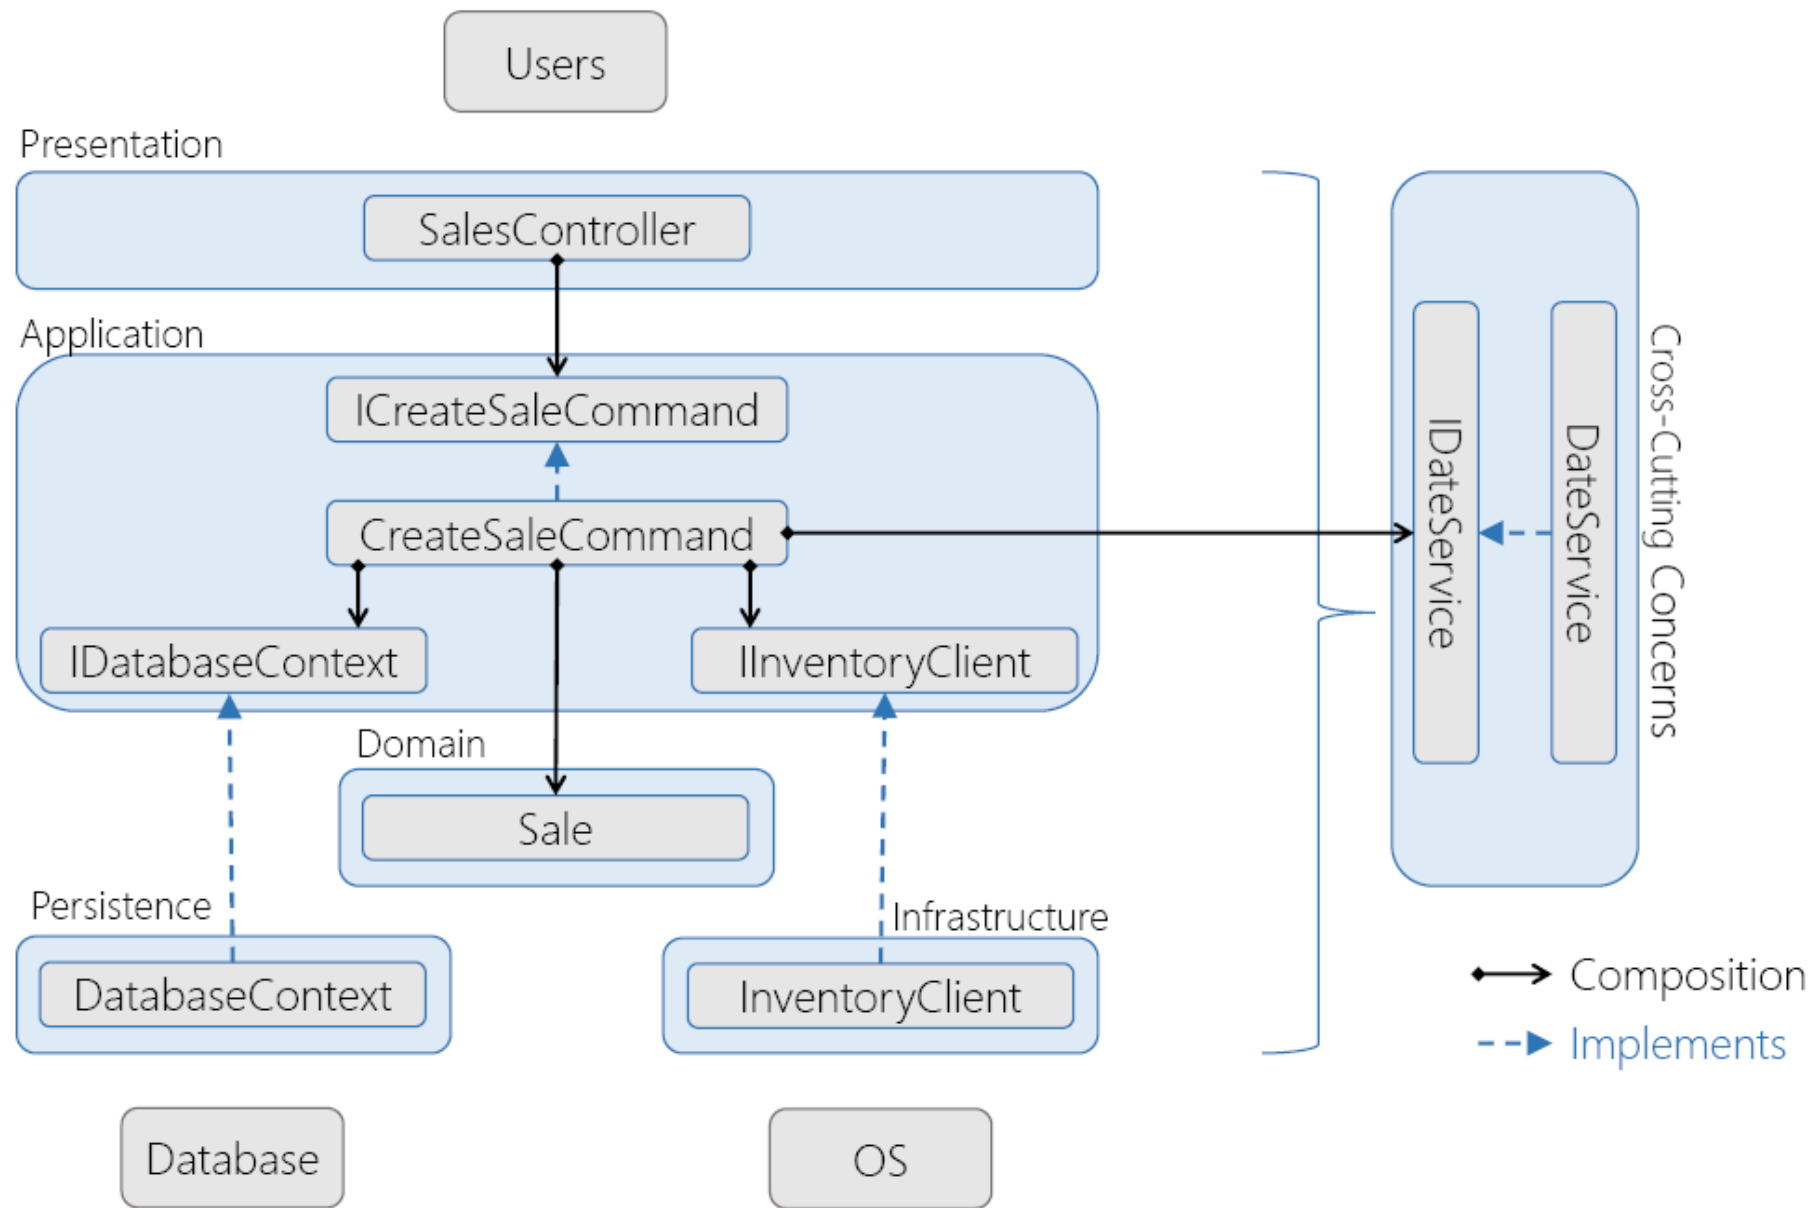 Users
Presentation
SalesController
Application
ICreateSaleCommand
CreateSaleCommand
IDatabaseContext
IInventoryClient
Domain
Sale
Persistence
Infrastructure
DatabaseContext
InventoryClient
Database
OS
IDateService
DateService
Cross-Cutting Concerns
Composition
Implements